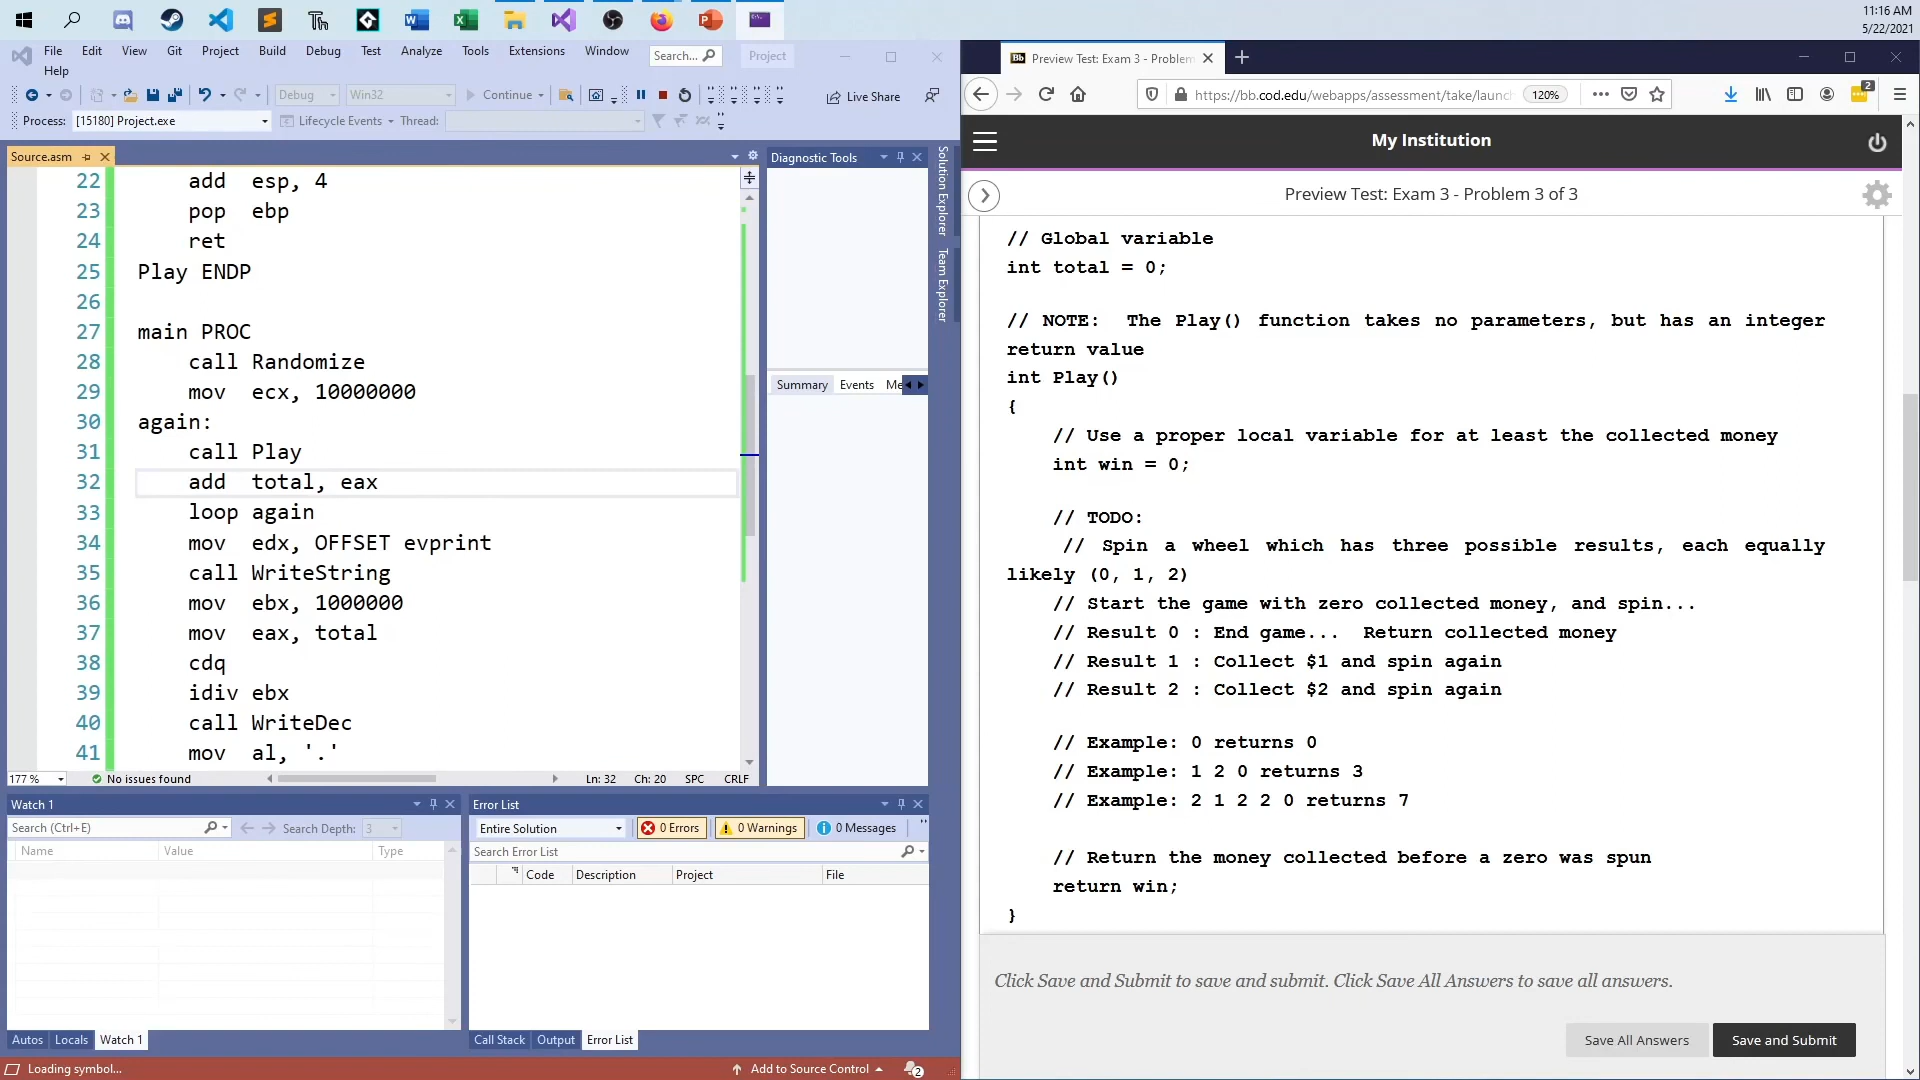 11:16 AM
5/22/2021
File Edit View Git Project Build Debug Test Analyze Tools Extensions Window Search... Project
Help
Debug Win32 Continue Live Share
Process: [15180] Project.exe Lifecycle Events Thread:
Source.asm
22 add esp, 4
23 pop ebp
24 ret
25 Play ENDP
26
27 main PROC
28 call Randomize
29 mov ecx, 10000000
30 again:
31 call Play
32 add total, eax
33 loop again
34 mov edx, OFFSET evprint
35 call WriteString
36 mov ebx, 1000000
37 mov eax, total
38 cdq
39 idiv ebx
40 call WriteDec
41 mov al, '.'
177 % No issues found Ln: 32 Ch: 20 SPC CRLF
Diagnostic Tools
Summary Events Me
Solution Explorer
Team Explorer
Watch 1
Search (Ctrl+E) Search Depth: 3
Name Value Type
Autos Locals Watch 1
Error List
Entire Solution 0 Errors 0 Warnings 0 Messages
Search Error List
Code Description Project File
Call Stack Output Error List
Loading symbol... Add to Source Control 2
Bb Preview Test: Exam 3 - Problem
https://bb.cod.edu/webapps/assessment/take/launc 120% 2
My Institution
Preview Test: Exam 3 - Problem 3 of 3
// Global variable
int total = 0;
// NOTE: The Play() function takes no parameters, but has an integer
return value
int Play()
{
// Use a proper local variable for at least the collected money
int win = 0;
// TODO:
// Spin a wheel which has three possible results, each equally
likely (0, 1, 2)
// Start the game with zero collected money, and spin...
// Result 0 : End game... Return collected money
// Result 1 : Collect $1 and spin again
// Result 2 : Collect $2 and spin again
// Example: 0 returns 0
// Example: 1 2 0 returns 3
// Example: 2 1 2 2 0 returns 7
// Return the money collected before a zero was spun
return win;
}
Click Save and Submit to save and submit. Click Save All Answers to save all answers.
Save All Answers Save and Submit